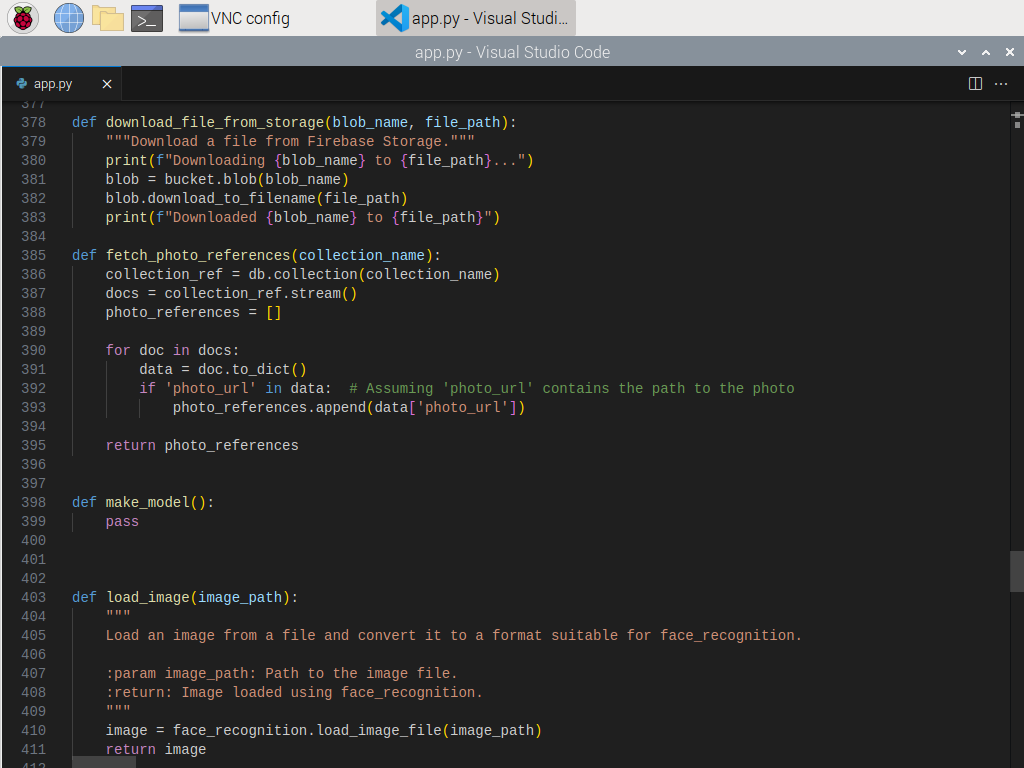 VNC config
app.py - Visual Studi...
app.py - Visual Studio Code
app.py
377
378 def download_file_from_storage(blob_name, file_path):
379 """Download a file from Firebase Storage."""
380 print(f"Downloading {blob_name} to {file_path}...")
381 blob = bucket.blob(blob_name)
382 blob.download_to_filename(file_path)
383 print(f"Downloaded {blob_name} to {file_path}")
384
385 def fetch_photo_references(collection_name):
386 collection_ref = db.collection(collection_name)
387 docs = collection_ref.stream()
388 photo_references = []
389
390 for doc in docs:
391 data = doc.to_dict()
392 if 'photo_url' in data:  # Assuming 'photo_url' contains the path to the photo
393 photo_references.append(data['photo_url'])
394
395 return photo_references
396
397
398 def make_model():
399 pass
400
401
402
403 def load_image(image_path):
404 """
405 Load an image from a file and convert it to a format suitable for face_recognition.
406
407 :param image_path: Path to the image file.
408 :return: Image loaded using face_recognition.
409 """
410 image = face_recognition.load_image_file(image_path)
411 return image
412